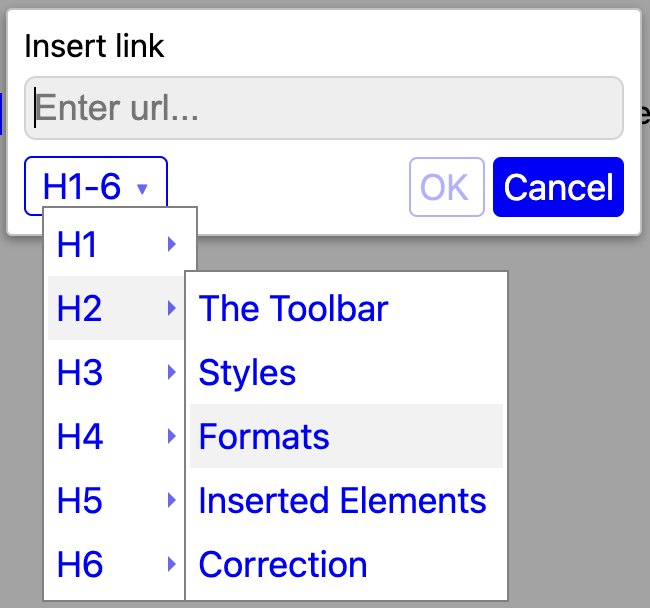 Insert link
Enter url...
H1-6 ▾
OK
Cancel
H1
H2
H3
H4
H5
H6
The Toolbar
Styles
Formats
Inserted Elements
Correction